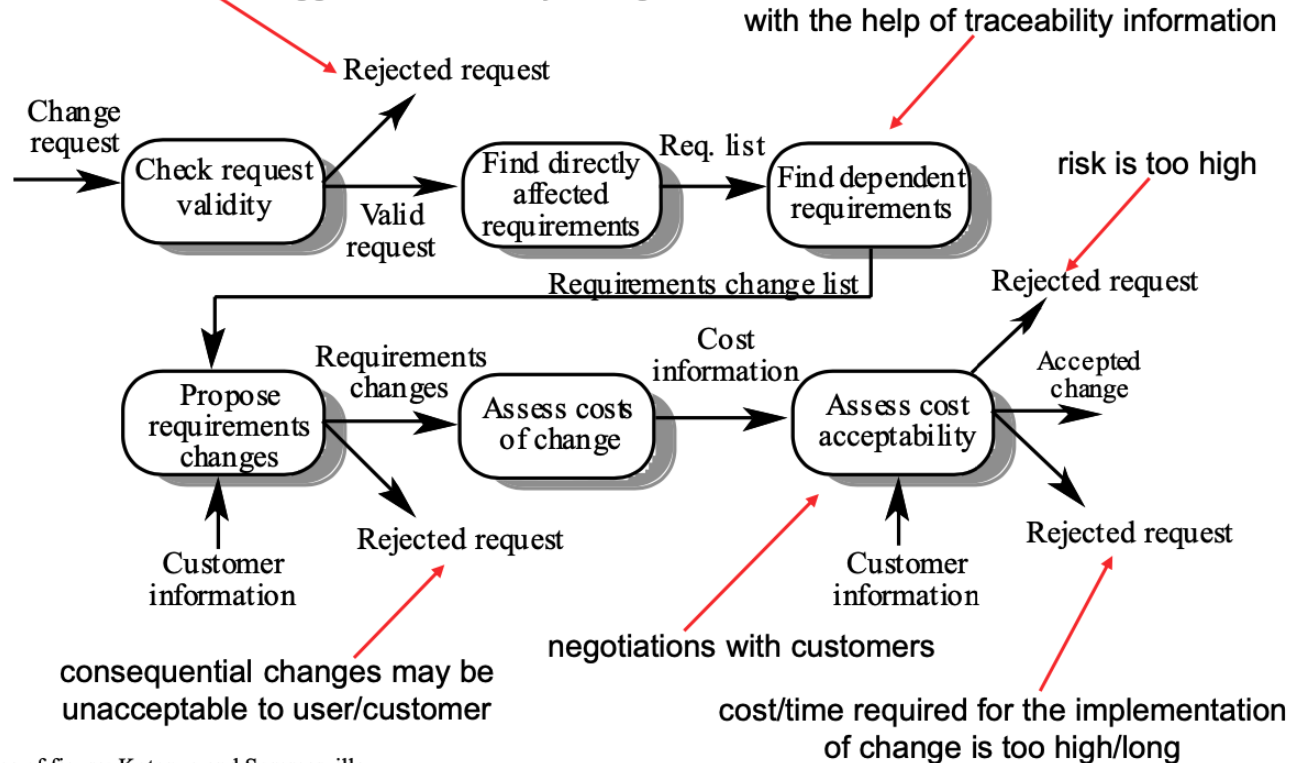 with the help of traceability information
Rejected request
Change
request
Check request
validity
Valid
request
Find directly
affected
requirements
Req. list
Find dependent
requirements
risk is too high
Requirements change list
Rejected request
Propose
requirements
changes
Requirements
changes
Assess costs
of change
Cost
information
Assess cost
acceptability
Accepted
change
Rejected request
Rejected request
Customer
information
Customer
information
negotiations with customers
consequential changes may be
unacceptable to user/customer
cost/time required for the implementation
of change is too high/long